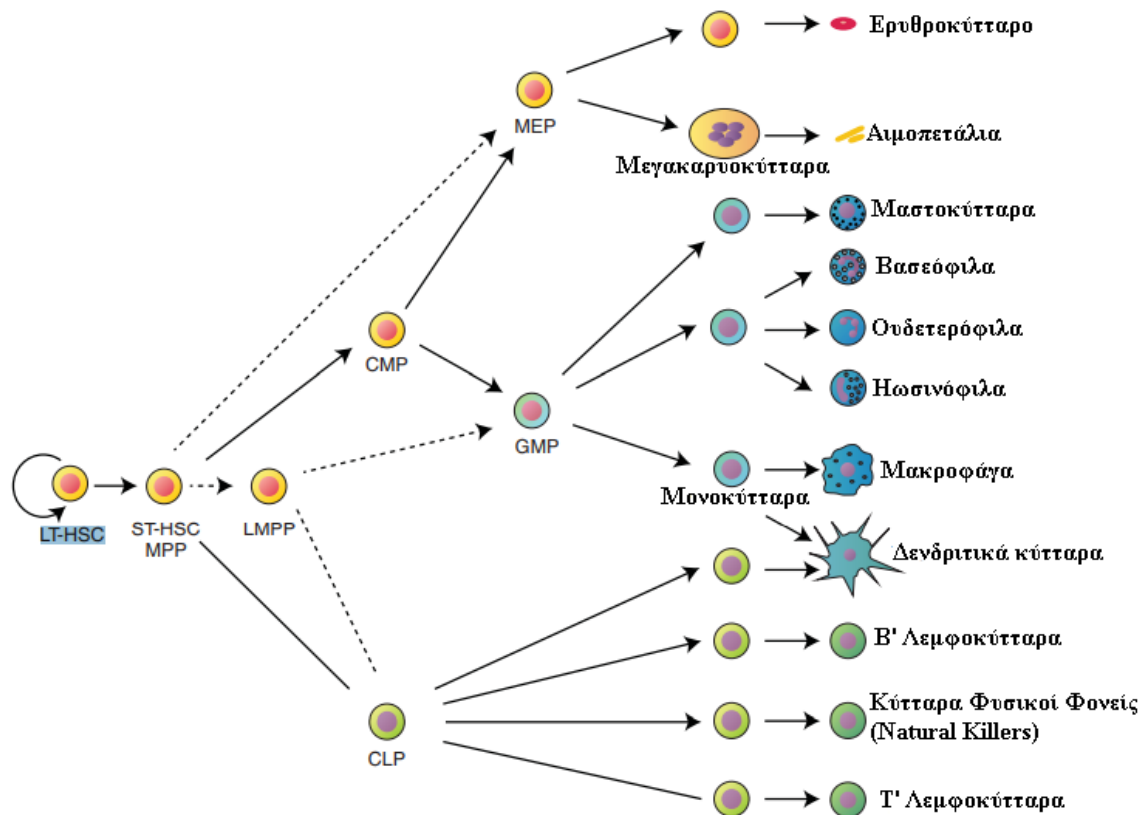 Ερυθροκύτταρο
MEP
Αιμοπετάλια
Μεγακαρυοκύτταρα
Μαστοκύτταρα
Βασεόφιλα
Ουδετερόφιλα
CMP
Ηωσινόφιλα
GMP
Μακροφάγα
Μονοκύτταρα
LT-HSC
ST-HSC
MPP
LMPP
Δενδριτικά κύτταρα
Β' Λεμφοκύτταρα
Κύτταρα Φυσικοί Φονείς
(Natural Killers)
CLP
Τ' Λεμφοκύτταρα